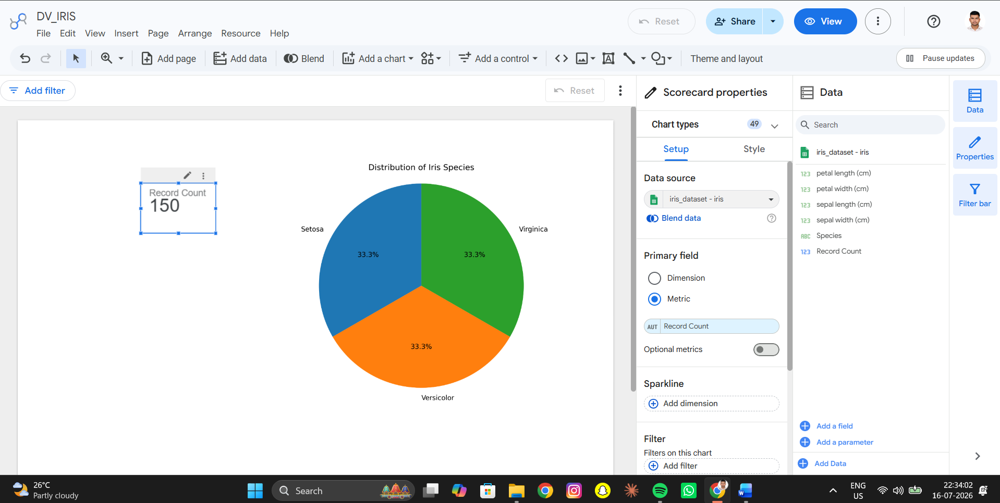 DV_IRIS
File Edit View Insert Page Arrange Resource Help
Reset
Share
View
Add page
Add data
Blend
Add a chart
Add a control
Theme and layout
Pause updates
Add filter
Reset
Record Count
150
Distribution of Iris Species
Setosa
Virginica
33.3%
33.3%
33.3%
Versicolor
Scorecard properties
Chart types 49
Setup Style
Data source
iris_dataset - iris
Blend data
Primary field
Dimension
Metric
AUT Record Count
Optional metrics
Sparkline
Add dimension
Filter
Filters on this chart
Add filter
Data
Search
iris_dataset - iris
123 petal length (cm)
123 petal width (cm)
123 sepal length (cm)
123 sepal width (cm)
ABC Species
123 Record Count
Add a field
Add a parameter
Add Data
Data
Properties
Filter bar
26°C
Partly cloudy
Search
ENG
US
22:34:02
16-07-2026